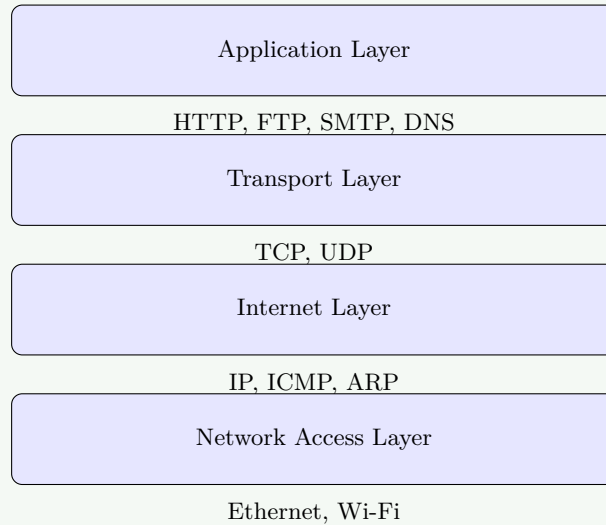 Application Layer
HTTP, FTP, SMTP, DNS
Transport Layer
TCP, UDP
Internet Layer
IP, ICMP, ARP
Network Access Layer
Ethernet, Wi-Fi